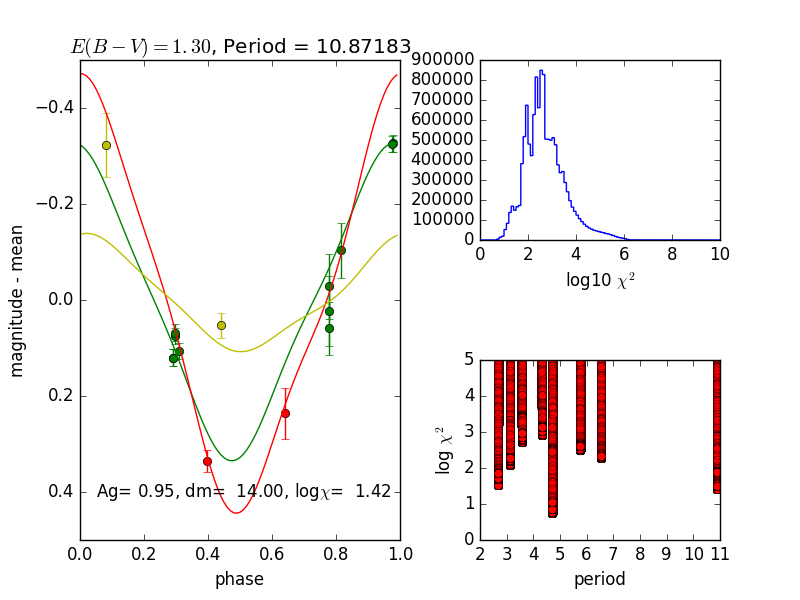 E(B − V) = 1.30, Period = 10.87183
−0.4
−0.2
0.0
0.2
0.4
magnitude - mean
Ag= 0.95, dm= 14.00, logχ= 1.42
0.0 0.2 0.4 0.6 0.8 1.0
phase
900000
800000
700000
600000
500000
400000
300000
200000
100000
0
0 2 4 6 8 10
log10 χ²
5
4
3
2
1
0
log χ²
2 3 4 5 6 7 8 9 10 11
period